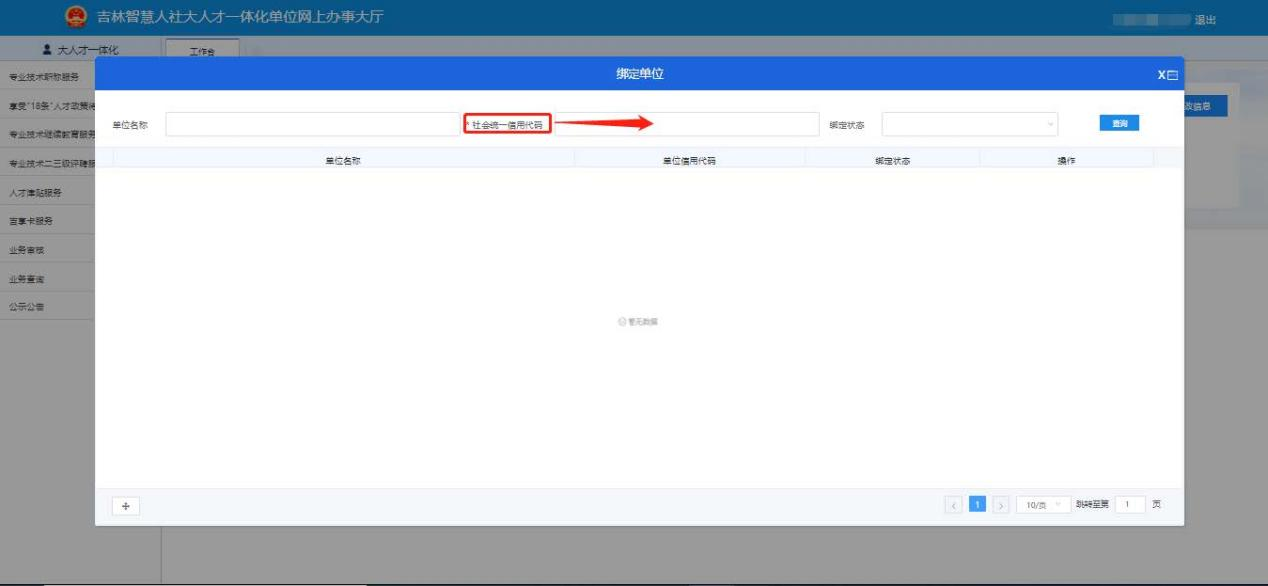 吉林智慧人社大人才一体化单位网上办事大厅
退出
大人才一体化
工作台
专业技术职称服务
享受"18条"人才政策待
专业技术继续教育服务
专业技术二三级评聘服
人才津贴服务
吉享卡服务
业务审核
业务查询
公示公告
改信息
绑定单位
X
单位名称
* 社会统一信用代码
绑定状态
查询
单位名称 单位信用代码 绑定状态 操作
暂无数据
+
< 1 > 10/页 跳转至第 1 页